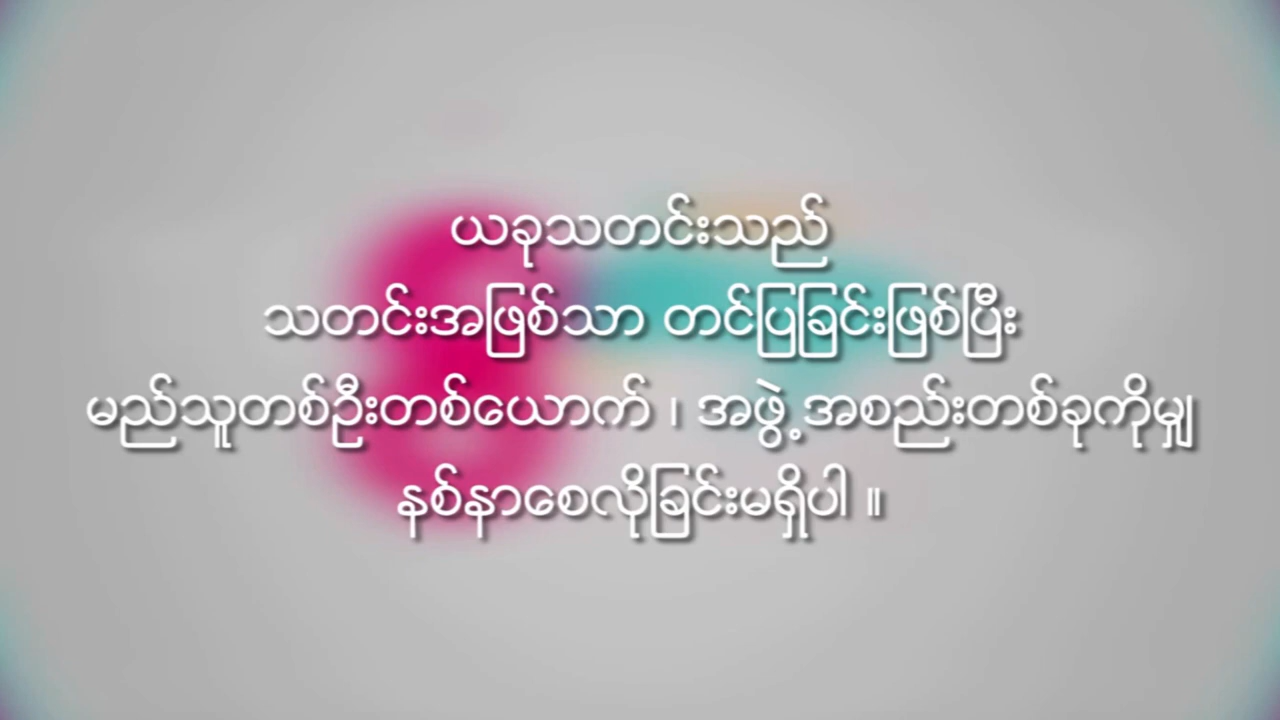 ယခုသတင်းသည်
သတင်းအဖြစ်သာ တင်ပြခြင်းဖြစ်ပြီး
မည်သူတစ်ဦးတစ်ယောက် ၊ အဖွဲ့အစည်းတစ်ခုကိုမျှ
နစ်နာစေလိုခြင်းမရှိပါ ။